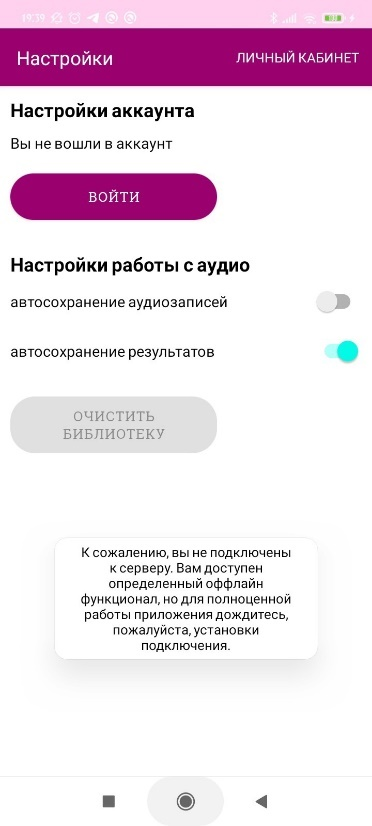 19:39
Настройки
ЛИЧНЫЙ КАБИНЕТ
Настройки аккаунта
Вы не вошли в аккаунт
ВОЙТИ
Настройки работы с аудио
автосохранение аудиозаписей
автосохранение результатов
ОЧИСТИТЬ
БИБЛИОТЕКУ
К сожалению, вы не подключены
к серверу. Вам доступен
определенный оффлайн
функционал, но для полноценной
работы приложения дождитесь,
пожалуйста, установки
подключения.